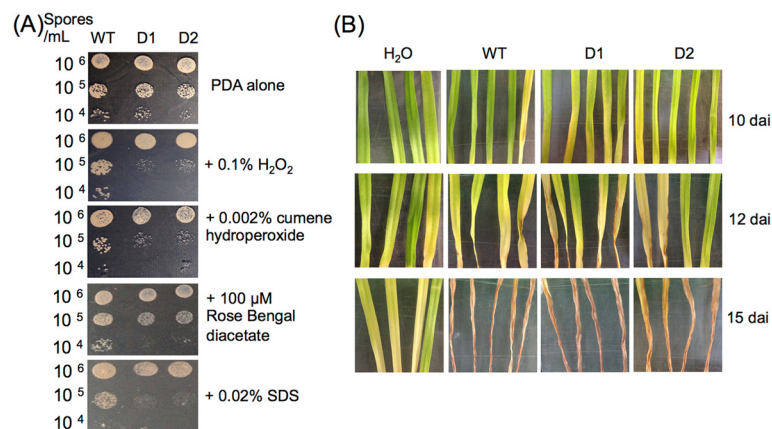 (A) Spores
/mL WT D1 D2
10 6
10 5 PDA alone
10 4
10 6
10 5 + 0.1% H₂O₂
10 4
10 6 + 0.002% cumene
10 5 hydroperoxide
10 4
10 6 + 100 µM
10 5 Rose Bengal
10 4 diacetate
10 6
10 5 + 0.02% SDS
10 4
(B)
H₂O WT D1 D2
10 dai
12 dai
15 dai